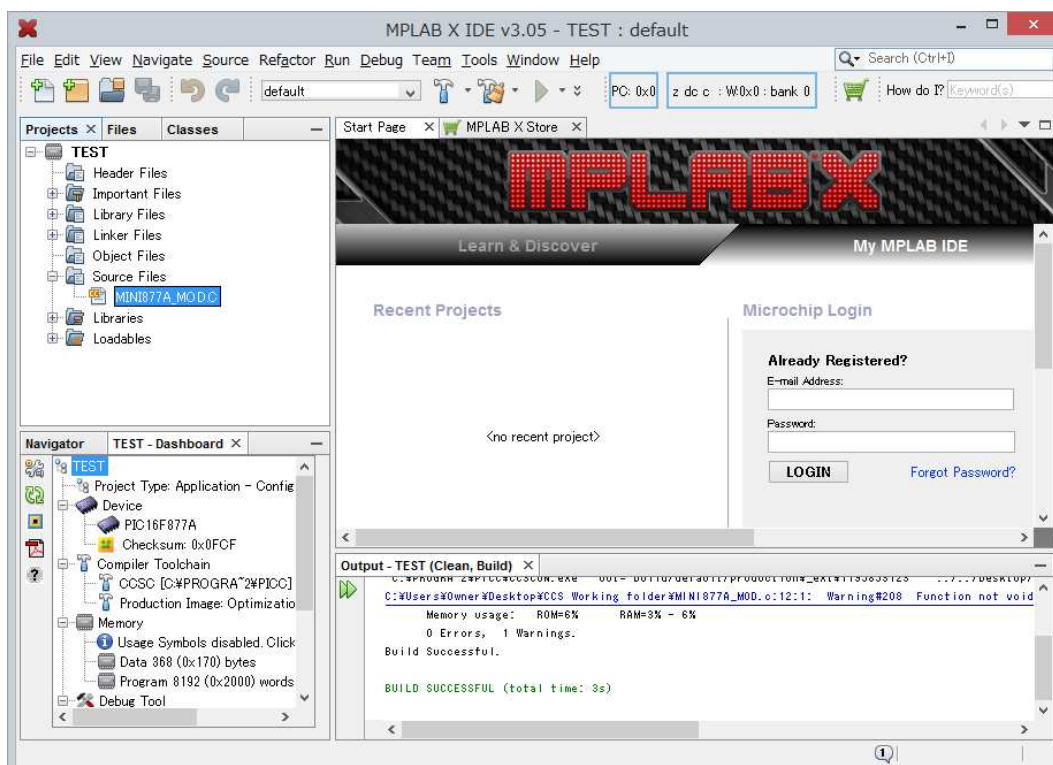 MPLAB X IDE v3.05 - TEST : default
File Edit View Navigate Source Refactor Run Debug Team Tools Window Help
Search (Ctrl+I)
default
PC: 0x0
z dc c : W:0x0 : bank 0
How do I? Keyword(s)
Projects Files Classes
TEST
Header Files
Important Files
Library Files
Linker Files
Object Files
Source Files
MINI877A_MOD.C
Libraries
Loadables
Start Page MPLAB X Store
MPLAB X
Learn & Discover
My MPLAB IDE
Recent Projects
<no recent project>
Microchip Login
Already Registered?
E-mail Address:
Password:
LOGIN
Forgot Password?
Navigator TEST - Dashboard
TEST
Project Type: Application - Config
Device
PIC16F877A
Checksum: 0x0FCF
Compiler Toolchain
CCSC [C:¥PROGRA~2¥PICC]
Production Image: Optimizatio
Memory
Usage Symbols disabled. Click
Data 368 (0x170) bytes
Program 8192 (0x2000) words
Debug Tool
Output - TEST (Clean, Build)
C:¥Users¥Owner¥Desktop¥CCS Working folder¥MINI877A_MOD.c:12:1: Warning#208 Function not void
Memory usage: ROM=6% RAM=3% - 6%
0 Errors, 1 Warnings.
Build Successful.
BUILD SUCCESSFUL (total time: 3s)
1